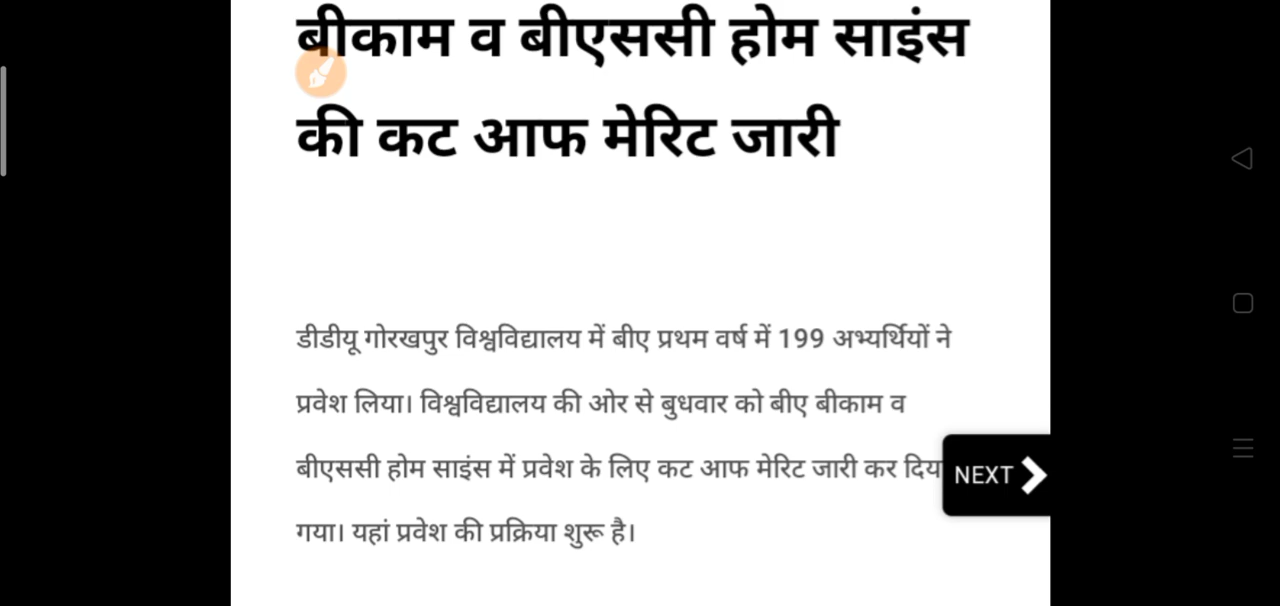 बीकाम व बीएससी होम साइंस
की कट आफ मेरिट जारी
डीडीयू गोरखपुर विश्वविद्यालय में बीए प्रथम वर्ष में 199 अभ्यर्थियों ने
प्रवेश लिया। विश्वविद्यालय की ओर से बुधवार को बीए बीकाम व
बीएससी होम साइंस में प्रवेश के लिए कट आफ मेरिट जारी कर
NEXT
गया। यहां प्रवेश की प्रक्रिया शुरू है।